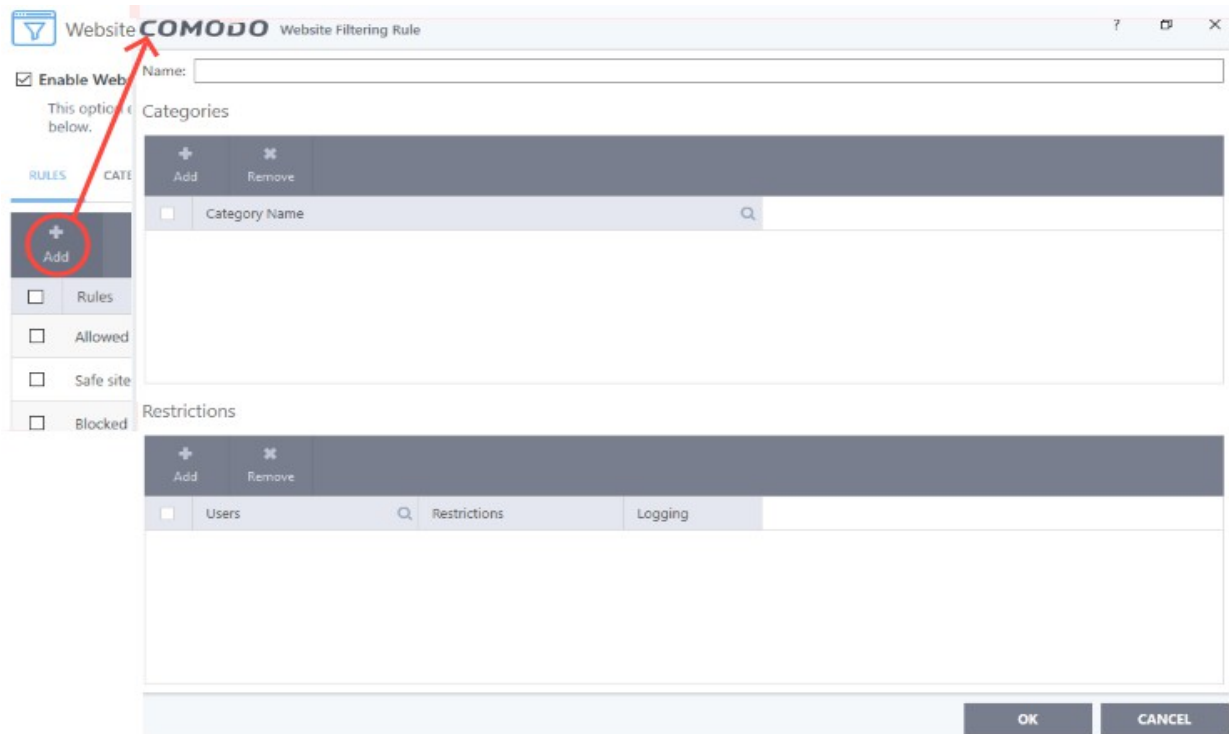 Website
COMODO Website Filtering Rule
?
Enable Web
This option e
below.
RULES CATE
Add
Rules
Allowed
Safe site
Blocked
Name:
Categories
Add Remove
Category Name
Restrictions
Add Remove
Users Restrictions Logging
OK CANCEL